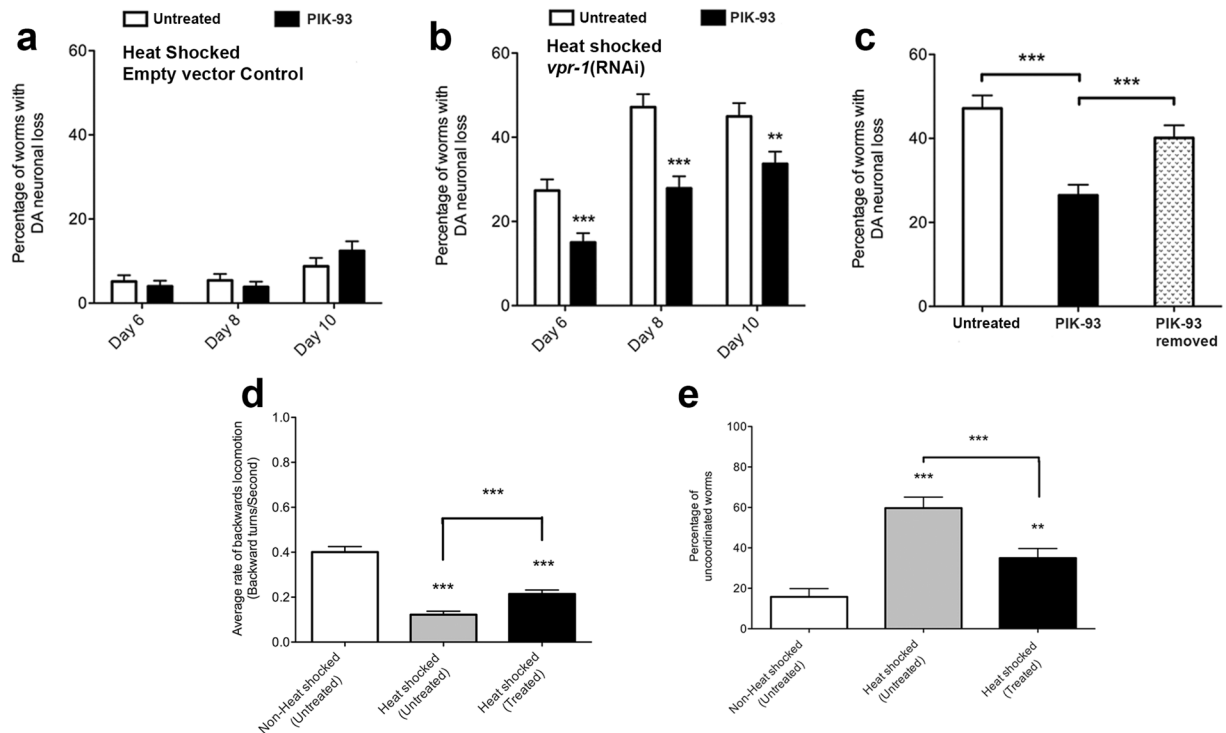 a
Untreated PIK-93
Heat Shocked
Empty vector Control
Percentage of worms with
DA neuronal loss
60
40
20
0
Day 6 Day 8 Day 10
b
Untreated PIK-93
Heat shocked
vpr-1(RNAi)
Percentage of worms with
DA neuronal loss
60
40
20
0
***
***
**
Day 6 Day 8 Day 10
c
Percentage of worms with
DA neuronal loss
60
40
20
0
***
***
Untreated PIK-93 PIK-93
removed
d
Average rate of backwards locomotion
(Backward turns/Second)
1.0
0.8
0.6
0.4
0.2
0.0
***
***
***
Non-Heat shocked
(Untreated)
Heat shocked
(Untreated)
Heat shocked
(Treated)
e
Percentage of
uncoordinated worms
100
80
60
40
20
0
***
***
**
Non-Heat shocked
(Untreated)
Heat shocked
(Untreated)
Heat shocked
(Treated)